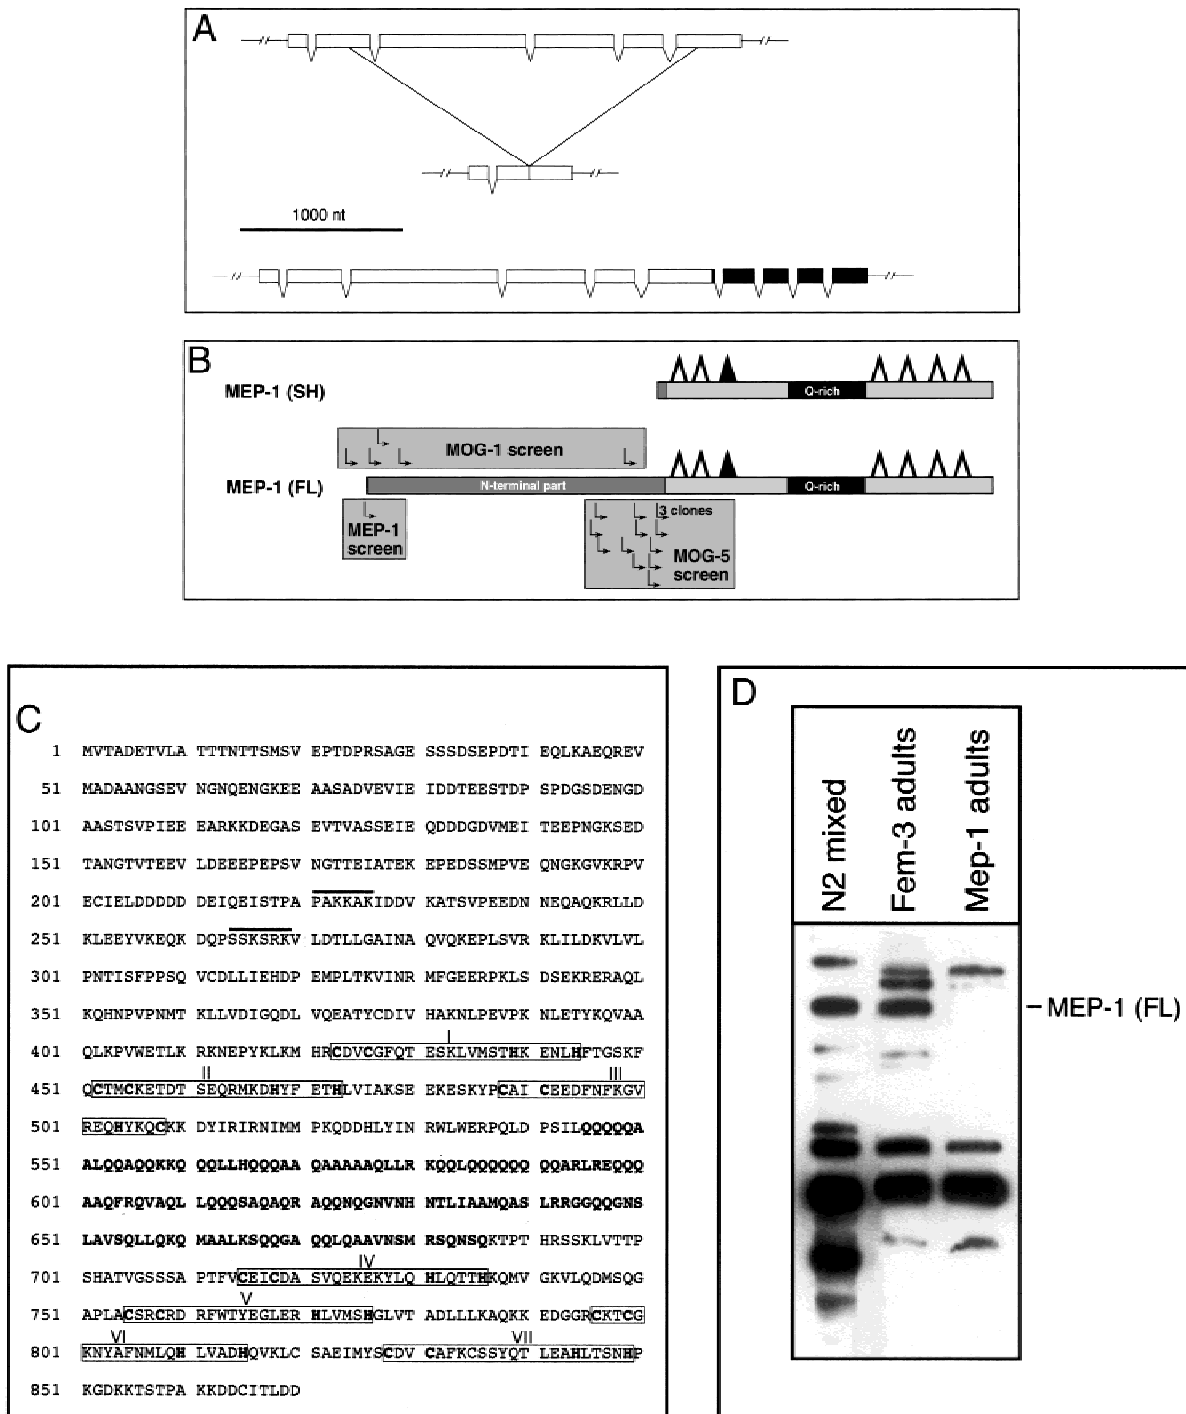 A
1000 nt
B
MEP-1 (SH)
Q-rich
MOG-1 screen
MEP-1 (FL)
N-terminal part
Q-rich
MEP-1
screen
3 clones
MOG-5
screen
C
1 MVTADETVLA TTTNTTSMSV EPTDPRSAGE SSSDSEPDTI EQLKAEQREV
51 MADAANGSEV NGNQENGKEE AASADVEVIE IDDTEESTDP SPDGSDENGD
101 AASTSVPIEE EARKKDEGAS EVTVASSEIE QDDDGDVMEI TEEPNGKSED
151 TANGTVTEEV LDEEEPEPSV NGTTEIATEK EPEDSSMPVE QNGKGVKRPV
201 ECIELDDDDD DEIQEISTPA PAKKAKIDDV KATSVPEEDN NEQAQKRLLD
251 KLEEYVKEQK DQPSSKSRKV LDTLLGAINA QVQKEPLSVR KLILDKVLVL
301 PNTISFPPSQ VCDLLIEHDP EMPLTKVINR MFGEERPKLS DSEKRERAQL
351 KQHNPVPNMT KLLVDIGQDL VQEATYCDIV HAKNLPEVPK NLETYKQVAA
I
401 QLKPVWETLK RKNEPYKLKM HRCDVCGFQT ESKLVMSTHK ENLHFTGSKF
II III
451 QCTMCKETDT SEQRMKDHYF ETHLVIAKSE EKESKYPCAI CEEDFNFKGV
501 REQHYKQCKK DYIRIRNIMM PKQDDHLYIN RWLWERPQLD PSILQQQQQA
551 ALQQAQQKKQ QQLLHQQQAA QAAAAAQLLR KQQLQQQQQQ QQARLREQQQ
601 AAQFRQVAQL LQQQSAQAQR AQQNQGNVNH NTLIAAMQAS LRRGGQQGNS
651 LAVSQLLQKQ MAALKSQQGA QQLQAAVNSM RSQNSQKTPT HRSSKLVTTP
IV
701 SHATVGSSSA PTFVCEICDA SVQEKEKYLQ HLQTTHKQMV GKVLQDMSQG
V
751 APLACSRCRD RFWTYEGLER HLVMSHGLVT ADLLLKAQKK EDGGRCKTCG
VI VII
801 KNYAFNMLQH LVADHQVKLC SAEIMYSCDV CAFKCSSYQT LEAHLTSNHP
851 KGDKKTSTPA KKDDCITLDD
D
N2 mixed
Fem-3 adults
Mep-1 adults
MEP-1 (FL)